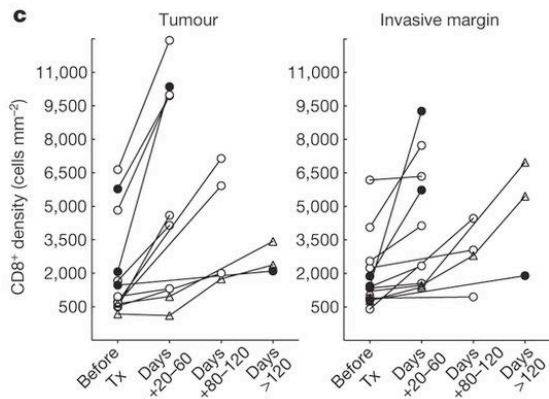 c
Tumour
Invasive margin
CD8⁺ density (cells mm⁻²)
11,000
9,500
8,000
6,500
5,000
3,500
2,000
500
Before Tx
Days +20–60
Days +80–120
Days >120
11,000
9,500
8,000
6,500
5,000
3,500
2,000
500
Before Tx
Days +20–60
Days +80–120
Days >120